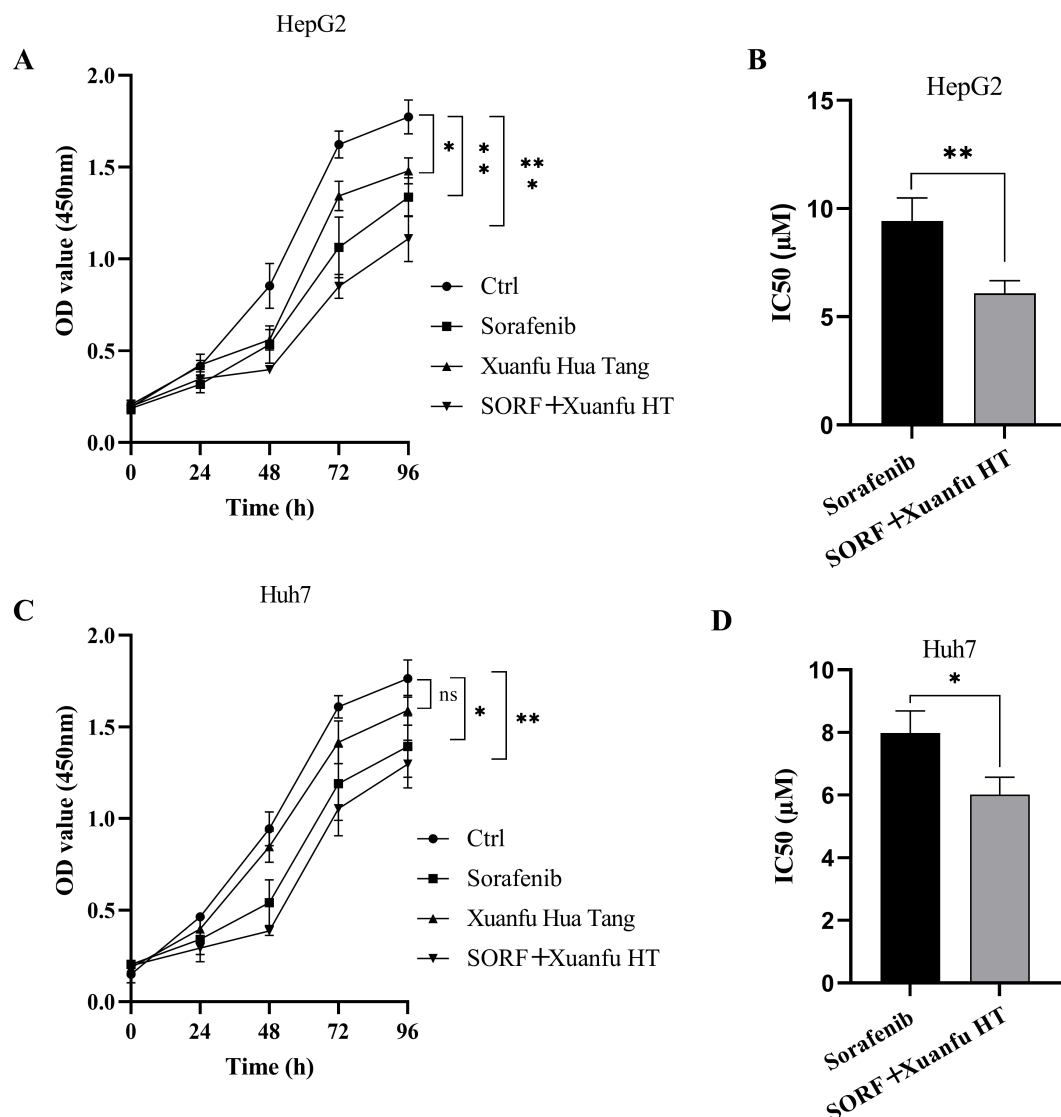 HepG2
A
2.0
1.5
1.0
0.5
0.0
OD value (450nm)
0 24 48 72 96
Time (h)
*
**
***
Ctrl
Sorafenib
Xuanfu Hua Tang
SORF+Xuanfu HT
B
HepG2
15
10
5
0
IC50 (μM)
**
Sorafenib
SORF+Xuanfu HT
C
Huh7
2.0
1.5
1.0
0.5
0.0
OD value (450nm)
0 24 48 72 96
Time (h)
ns
*
**
Ctrl
Sorafenib
Xuanfu Hua Tang
SORF+Xuanfu HT
D
Huh7
10
8
6
4
2
0
IC50 (μM)
*
Sorafenib
SORF+Xuanfu HT